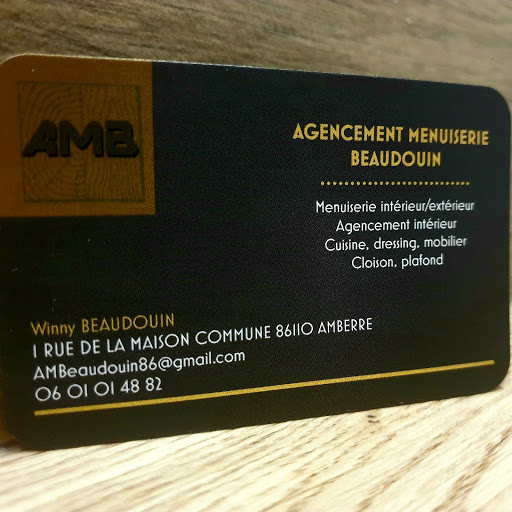 AMB
AGENCEMENT MENUISERIE
BEAUDOUIN
Menuiserie intérieur/extérieur
Agencement intérieur
Cuisine, dressing, mobilier
Cloison, plafond
Winny BEAUDOUIN
1 RUE DE LA MAISON COMMUNE 86110 AMBERRE
AMBeaudouin86@gmail.com
06 01 01 48 82